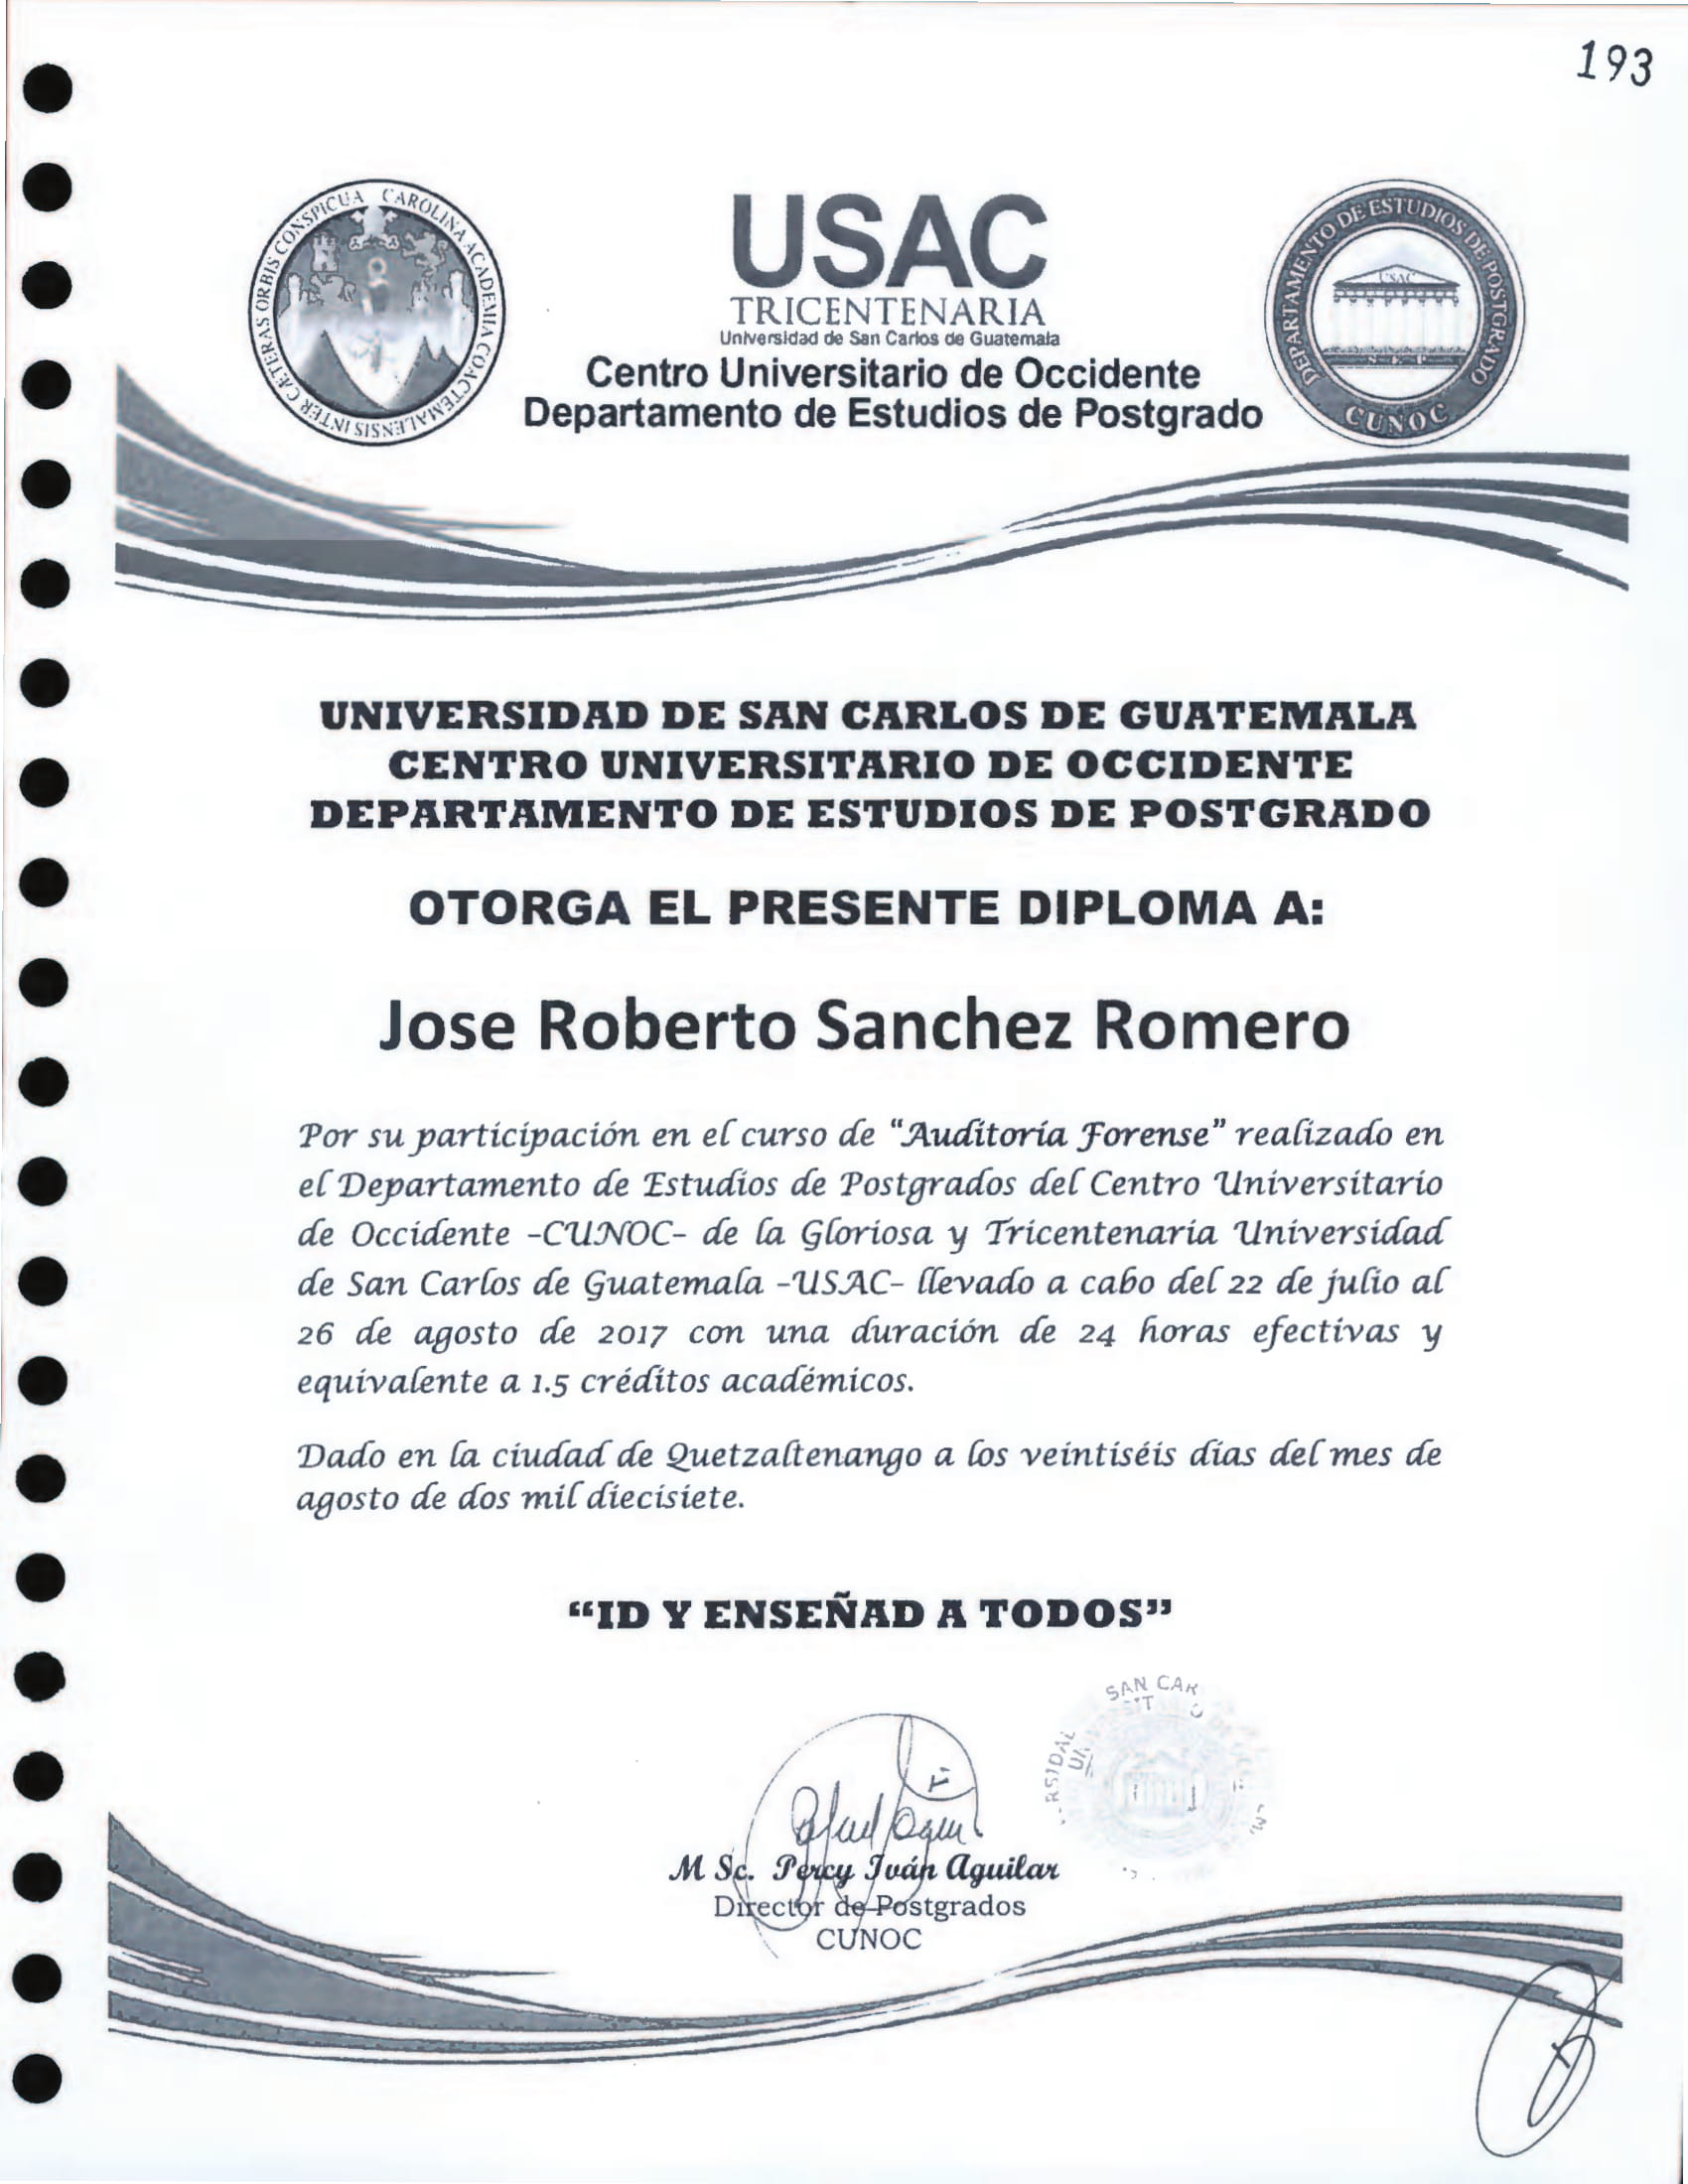 193
CAROLINA ACADEMIA COACTEMALENSIS INTER CÆTERAS ORBIS CONSPICUA
USAC
TRICENTENARIA
Universidad de San Carlos de Guatemala
Centro Universitario de Occidente
Departamento de Estudios de Postgrado
DEPARTAMENTO DE ESTUDIOS DE POSTGRADO
USAC
CUNOC
UNIVERSIDAD DE SAN CARLOS DE GUATEMALA
CENTRO UNIVERSITARIO DE OCCIDENTE
DEPARTAMENTO DE ESTUDIOS DE POSTGRADO
OTORGA EL PRESENTE DIPLOMA A:
Jose Roberto Sanchez Romero
Por su participación en el curso de "Auditoría Forense" realizado en
el Departamento de Estudios de Postgrados del Centro Universitario
de Occidente -CUNOC- de la Gloriosa y Tricentenaria Universidad
de San Carlos de Guatemala -USAC- llevado a cabo del 22 de julio al
26 de agosto de 2017 con una duración de 24 horas efectivas y
equivalente a 1.5 créditos académicos.
Dado en la ciudad de Quetzaltenango a los veintiséis días del mes de
agosto de dos mil diecisiete.
“ID Y ENSEÑAD A TODOS”
SAN CAR
M Sc. Percy Iván Aguilar
Director de Postgrados
CUNOC